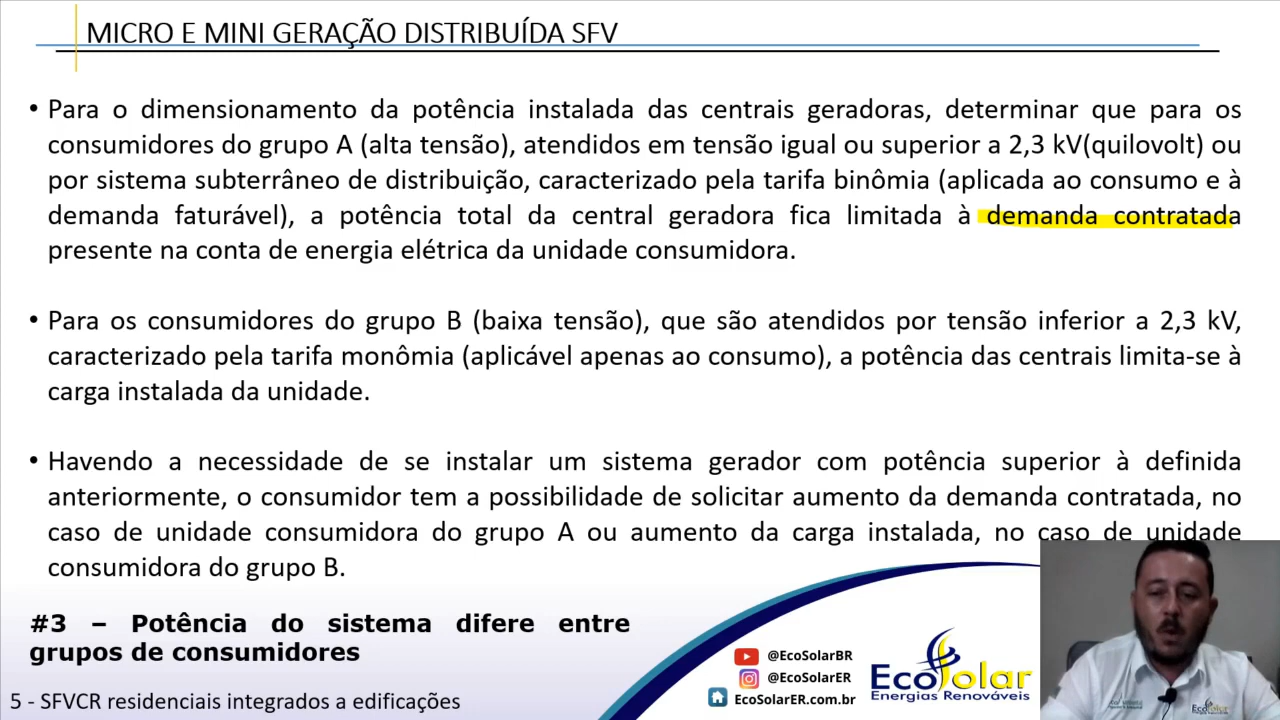 MICRO E MINI GERAÇÃO DISTRIBUÍDA SFV
• Para o dimensionamento da potência instalada das centrais geradoras, determinar que para os
consumidores do grupo A (alta tensão), atendidos em tensão igual ou superior a 2,3 kV(quilovolt) ou
por sistema subterrâneo de distribuição, caracterizado pela tarifa binômia (aplicada ao consumo e à
demanda faturável), a potência total da central geradora fica limitada à demanda contratada
presente na conta de energia elétrica da unidade consumidora.
• Para os consumidores do grupo B (baixa tensão), que são atendidos por tensão inferior a 2,3 kV,
caracterizado pela tarifa monômia (aplicável apenas ao consumo), a potência das centrais limita-se à
carga instalada da unidade.
• Havendo a necessidade de se instalar um sistema gerador com potência superior à definida
anteriormente, o consumidor tem a possibilidade de solicitar aumento da demanda contratada, no
caso de unidade consumidora do grupo A ou aumento da carga instalada, no caso de unidade
consumidora do grupo B.
#3 – Potência do sistema difere entre
grupos de consumidores
@EcoSolarBR
@EcoSolarER
EcoSolarER.com.br
EcoSolar
Energias Renováveis
5 - SFVCR residenciais integrados a edificações